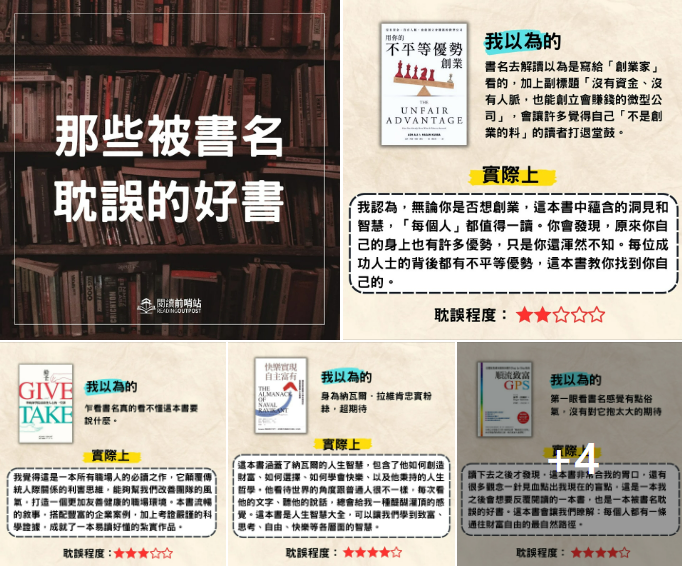 那些被書名
耽誤的好書
閱讀前哨站
READINGOUTPOST
用你的
不平等優勢
創業
THE
UNFAIR
ADVANTAGE
我以為的
書名去解讀以為是寫給「創業家」
看的，加上副標題「沒有資金、沒
有人脈，也能創立會賺錢的微型公
司」，會讓許多覺得自己「不是創
業的料」的讀者打退堂鼓。
實際上
我認為，無論你是否想創業，這本書中蘊含的洞見和
智慧，「每個人」都值得一讀。你會發現，原來你自
己的身上也有許多優勢，只是你還渾然不知。每位成
功人士的背後都有不平等優勢，這本書教你找到你自
己的。
耽誤程度：
給予
GIVE
TAKE
我以為的
乍看書名真的看不懂這本書要
說什麼。
實際上
我覺得這是一本所有職場人的必讀之作，它顛覆傳
統人際關係的利害思維，能夠幫我們改善團隊的風
氣，打造一個更加友善健康的職場環境。本書流暢
的敘事，搭配豐富的企業案例，加上考證嚴謹的科
學證據，成就了一本易讀好懂的紮實作品。
耽誤程度：
快樂實現
自主富有
THE
ALMANACK
OF
NAVAL
RAVIKANT
我以為的
身為納瓦爾．拉維肯忠實粉
絲，超期待
實際上
這本書涵蓋了納瓦爾的人生智慧，包含了他如何創造
財富、如何選擇、如何學會快樂、以及他秉持的人生
哲學。他看待世界的角度跟普通人很不一樣，每次看
他的文字、聽他的說話，總會給我一種醍醐灌頂的感
覺。這本書是人生智慧大全，可以讓我們學到致富、
思考、自由、快樂等各層面的智慧。
耽誤程度：
順流致富
GPS
我以為的
第一眼看書名感覺有點俗
氣，沒有對它抱太大的期待
實際上
+4
讀下去之後才發現，這本書非常合我的胃口，還有
很多觀念一針見血點出我現在的盲點，這是一本我
之後會想要反覆閱讀的一本書，也是一本被書名耽
誤的好書。這本書會讓我們瞭解：每個人都有一條
通往財富自由的最自然路徑。
耽誤程度：